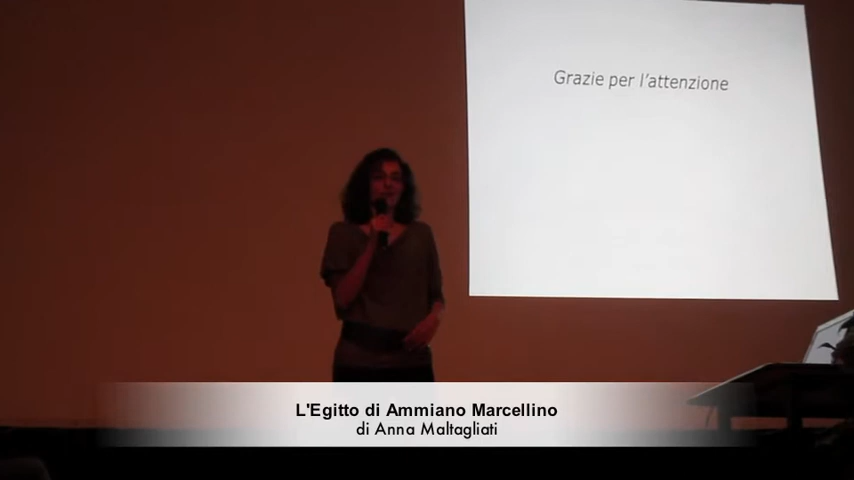 Grazie per l'attenzione
L'Egitto di Ammiano Marcellino
di Anna Maltagliati